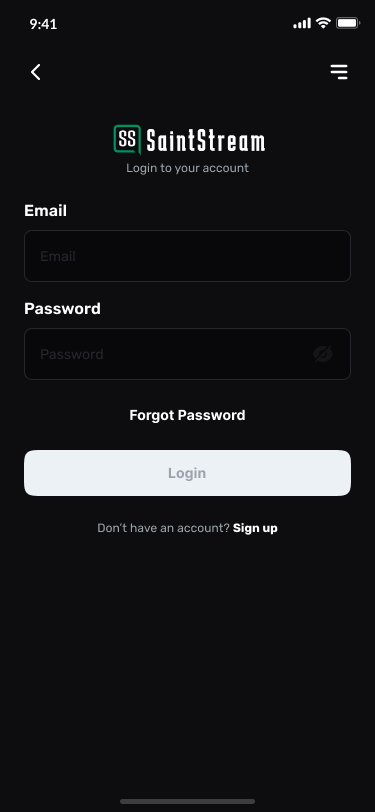 9:41
SS SaintStream
Login to your account
Email
Email
Password
Password
Forgot Password
Login
Don't have an account? Sign up